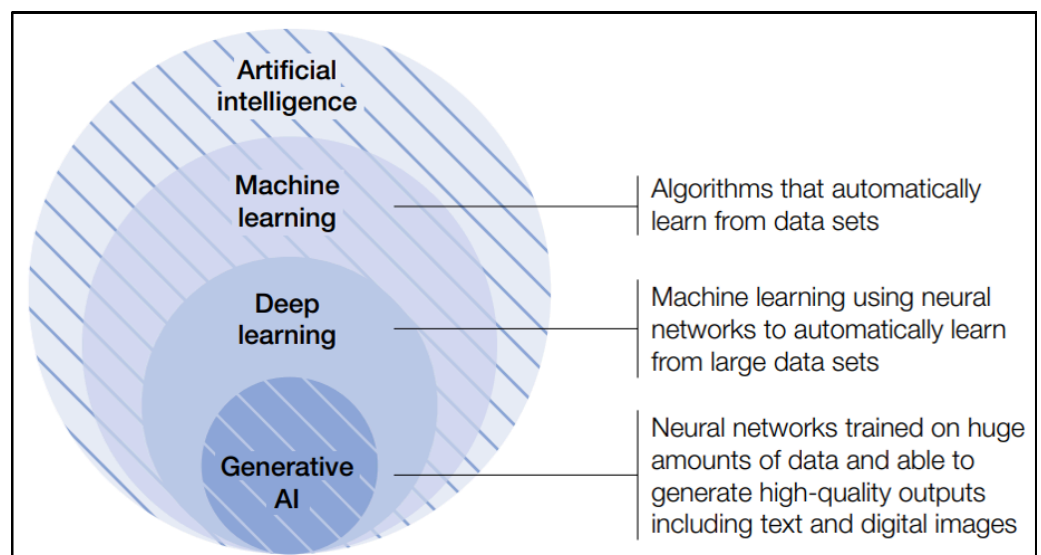 Artificial
intelligence
Machine
learning
Algorithms that automatically
learn from data sets
Deep
learning
Machine learning using neural
networks to automatically learn
from large data sets
Generative
AI
Neural networks trained on huge
amounts of data and able to
generate high-quality outputs
including text and digital images